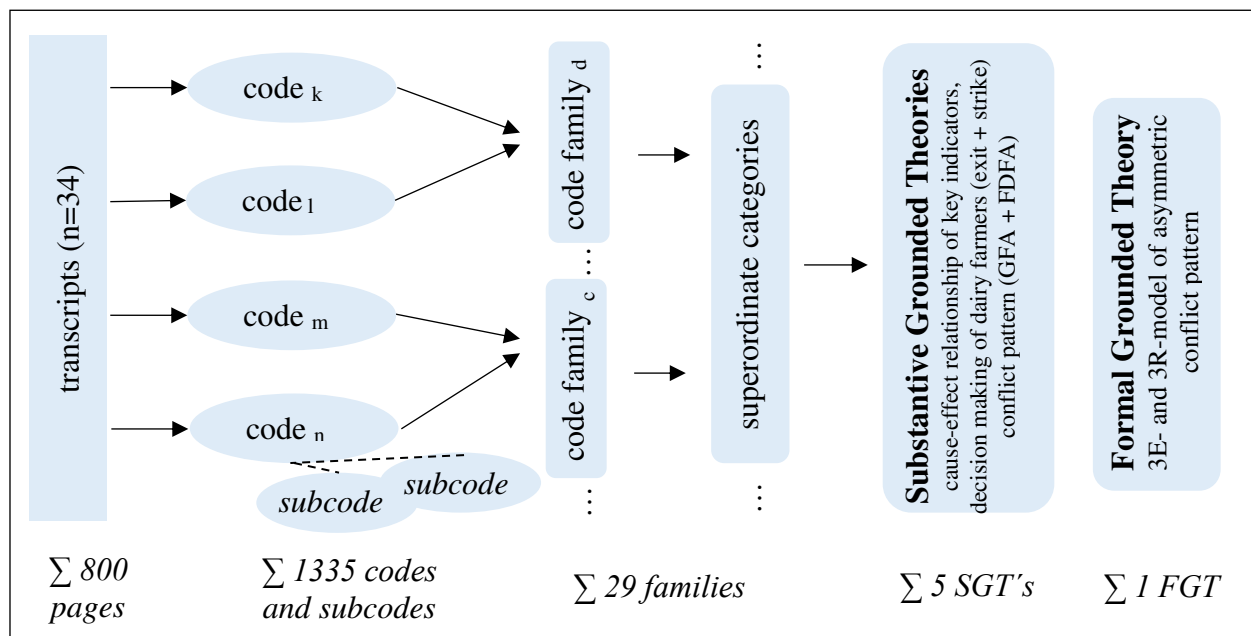 transcripts (n=34)
code k
code l
code m
code n
subcode
subcode
code family d
……
code family c
…
…
superordinate categories
…
Substantive Grounded Theories
cause-effect relationship of key indicators,
decision making of dairy farmers (exit + strike)
conflict pattern (GFA + FDFA)
Formal Grounded Theory
3E- and 3R-model of asymmetric
conflict pattern
∑ 800
pages
∑ 1335 codes
and subcodes
∑ 29 families
∑ 5 SGT´s
∑ 1 FGT